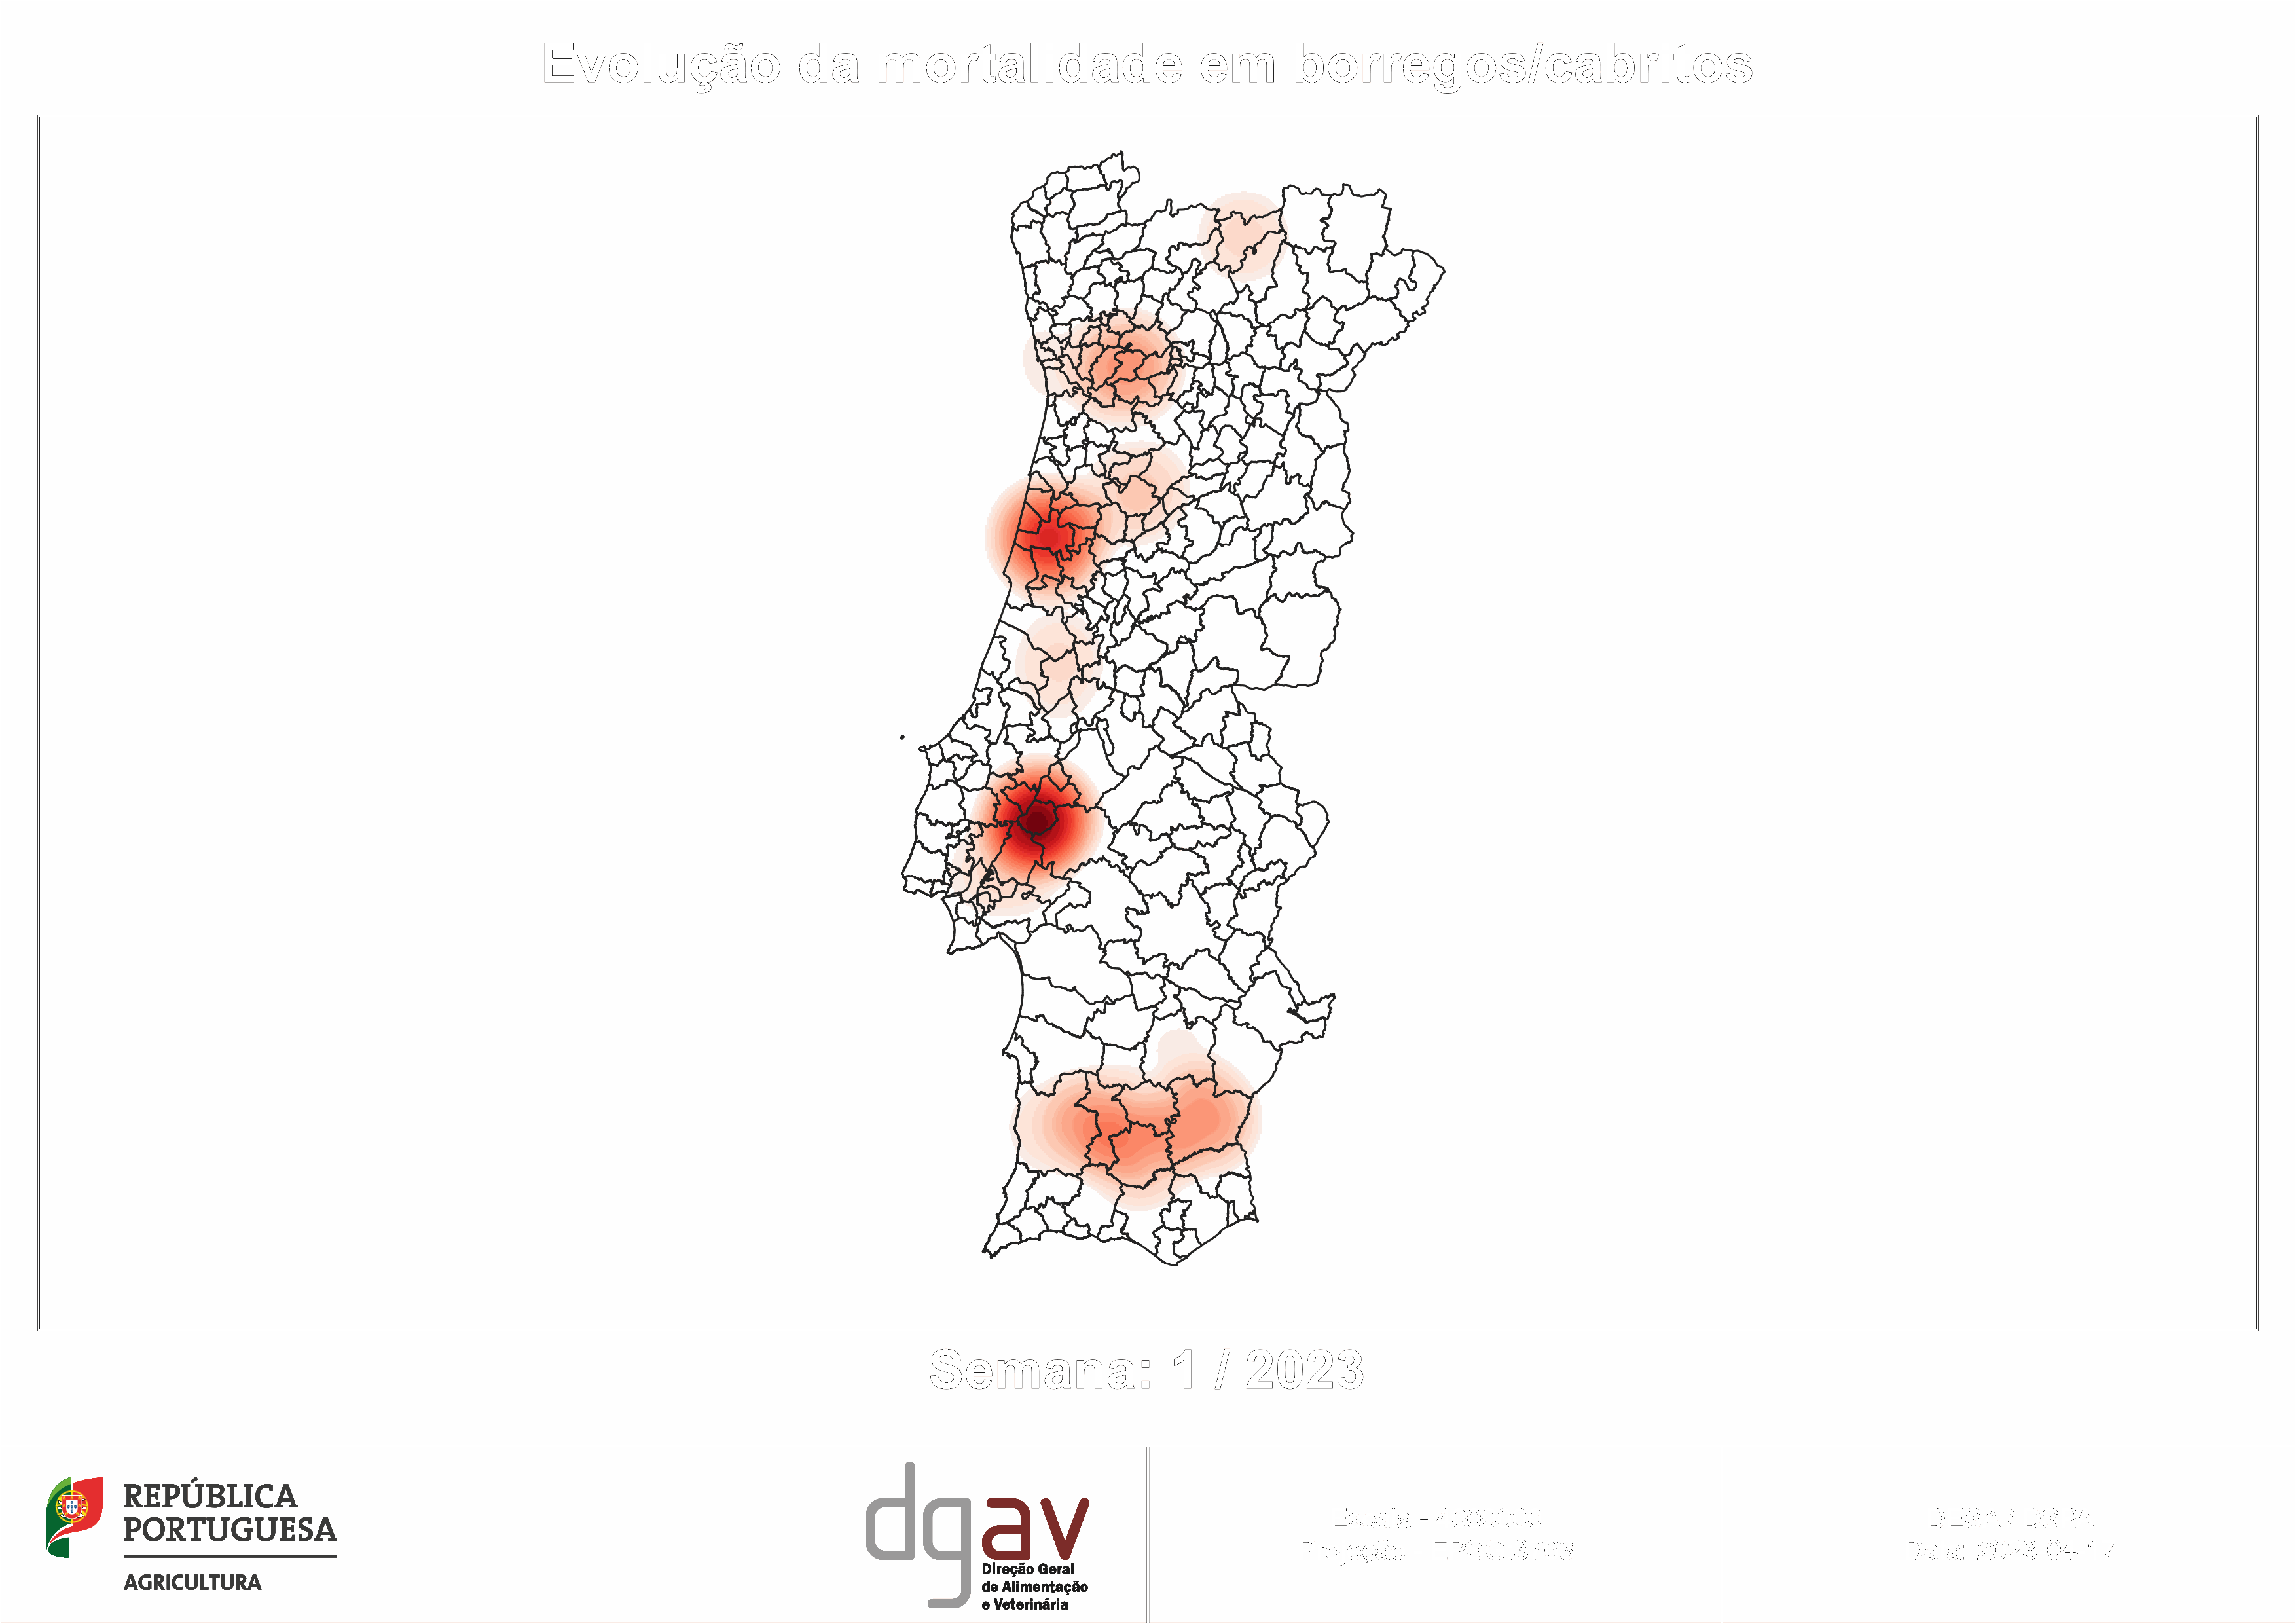 Evolução da mortalidade em borregos/cabritos
Semana: 1 / 2023
REPÚBLICA
PORTUGUESA
AGRICULTURA
dgav
Direção Geral
de Alimentação
e Veterinária
Escala - 4000000
Projeção - EPSG:3763
DESA / DSPA
Data: 2023-04-17